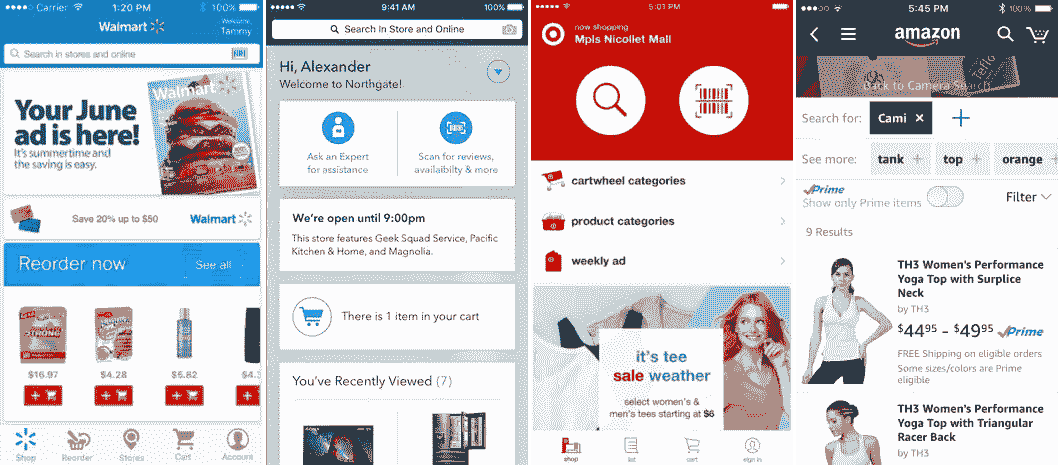 Carrier 1:20 PM 100%
Walmart
Welcome,
Tammy
Search in stores and online
Walmart
Your June
ad is here!
It's summertime and
the saving is easy.
Save 20% up to $50 Walmart
Reorder now See all
$16.97 $4.28 $5.82 $4.
Shop Reorder Stores Cart Account
9:41 AM 100%
Search In Store and Online
Hi, Alexander
Welcome to Northgate!
Ask an Expert
for assistance
Scan for reviews,
availability & more
We're open until 9:00pm
This store features Geek Squad Service, Pacific
Kitchen & Home, and Magnolia.
There is 1 item in your cart
You've Recently Viewed (7)
5:01 PM
now shopping
Mpls Nicollet Mall
cartwheel categories
product categories
weekly ad
it's tee
sale weather
select women's &
men's tees starting at $6
shop list cart sign in
5:45 PM 100%
amazon
Back to Camera Search
Search for: Cami
See more: tank + top + orange +
Prime
Show only Prime items
Filter
9 Results
TH3 Women's Performance
Yoga Top with Surplice
Neck
by TH3
$44⁹⁵ - $49⁹⁵ Prime
FREE Shipping on eligible orders
Some sizes/colors are Prime
eligible
TH3 Women's Performance
Yoga Top with Triangular
Racer Back
by TH3